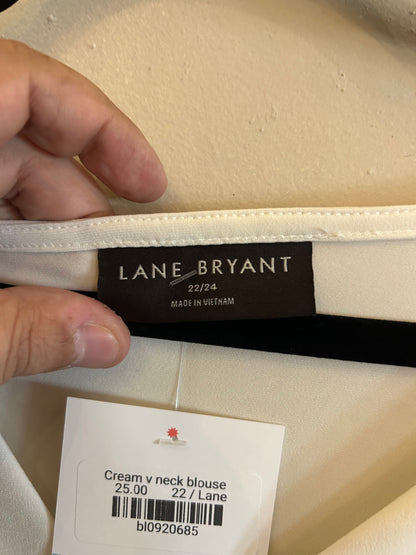 LANE BRYANT
22/24
MADE IN VIETNAM
Cream v neck blouse
25.00 22 / Lane
bl0920685